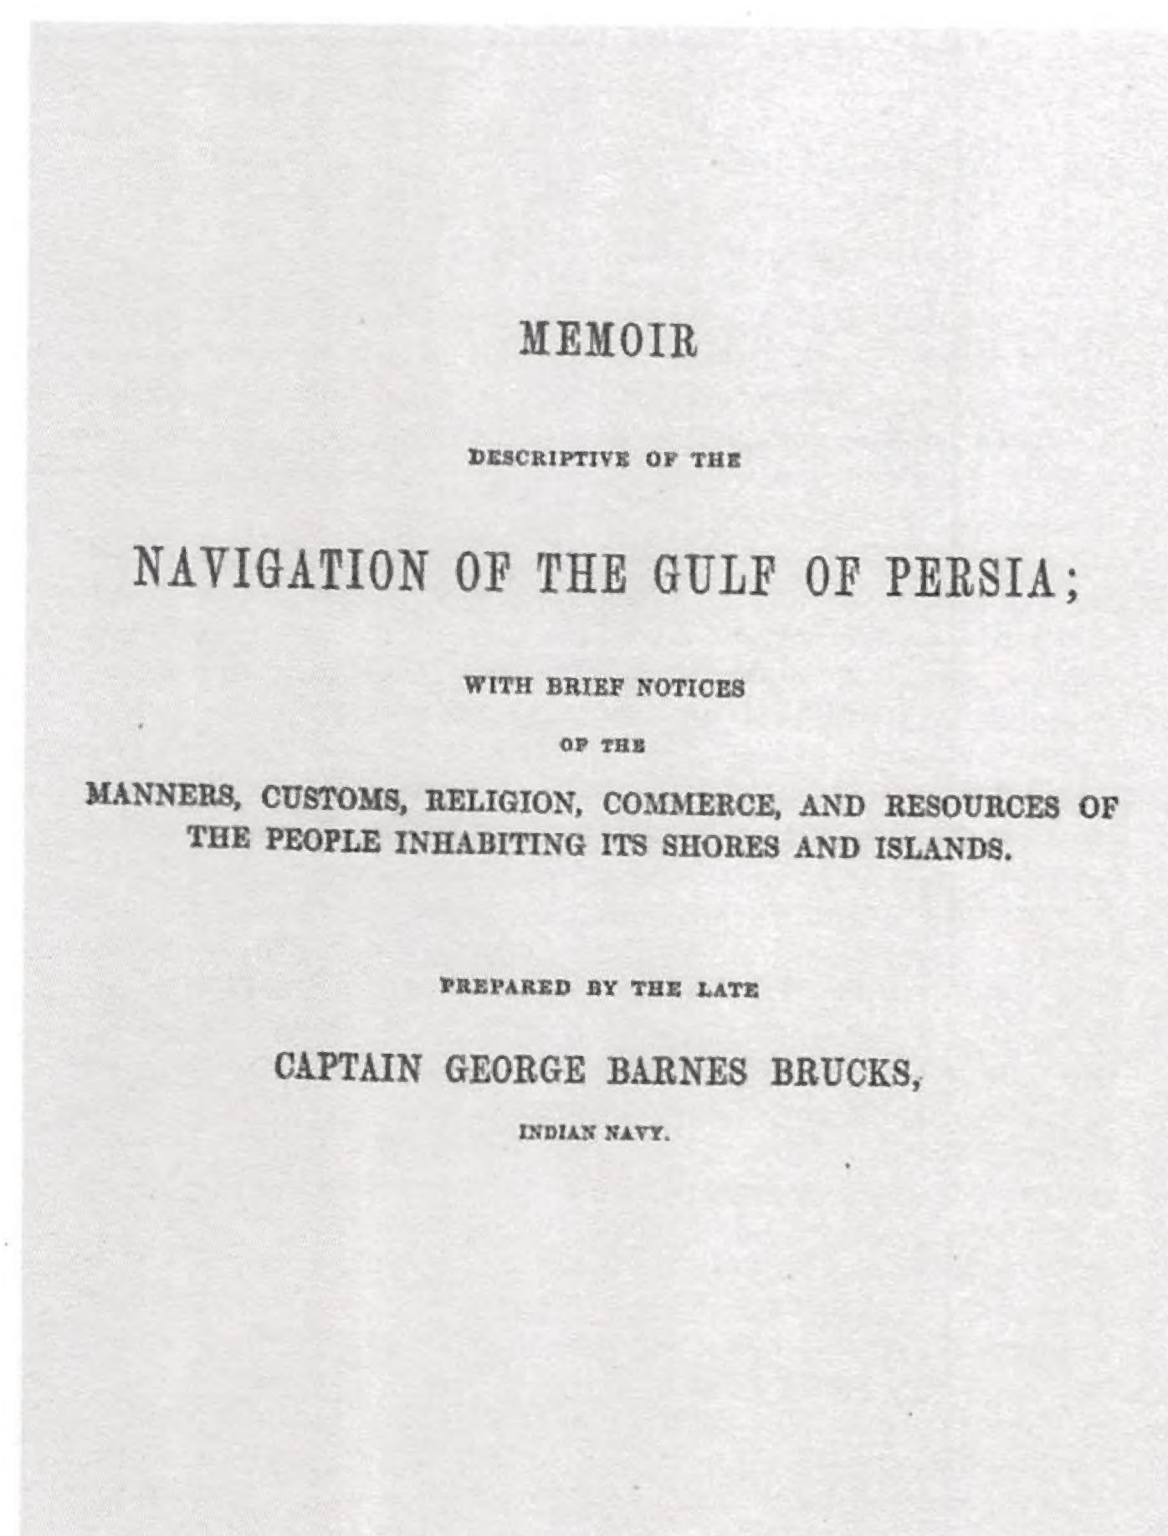 MEMOIR
DESCRIPTIVE OF THE
NAVIGATION OF THE GULF OF PERSIA;
WITH BRIEF NOTICES
OF THE
MANNERS, CUSTOMS, RELIGION, COMMERCE, AND RESOURCES OF
THE PEOPLE INHABITING ITS SHORES AND ISLANDS.
PREPARED BY THE LATE
CAPTAIN GEORGE BARNES BRUCKS,
INDIAN NAVY.